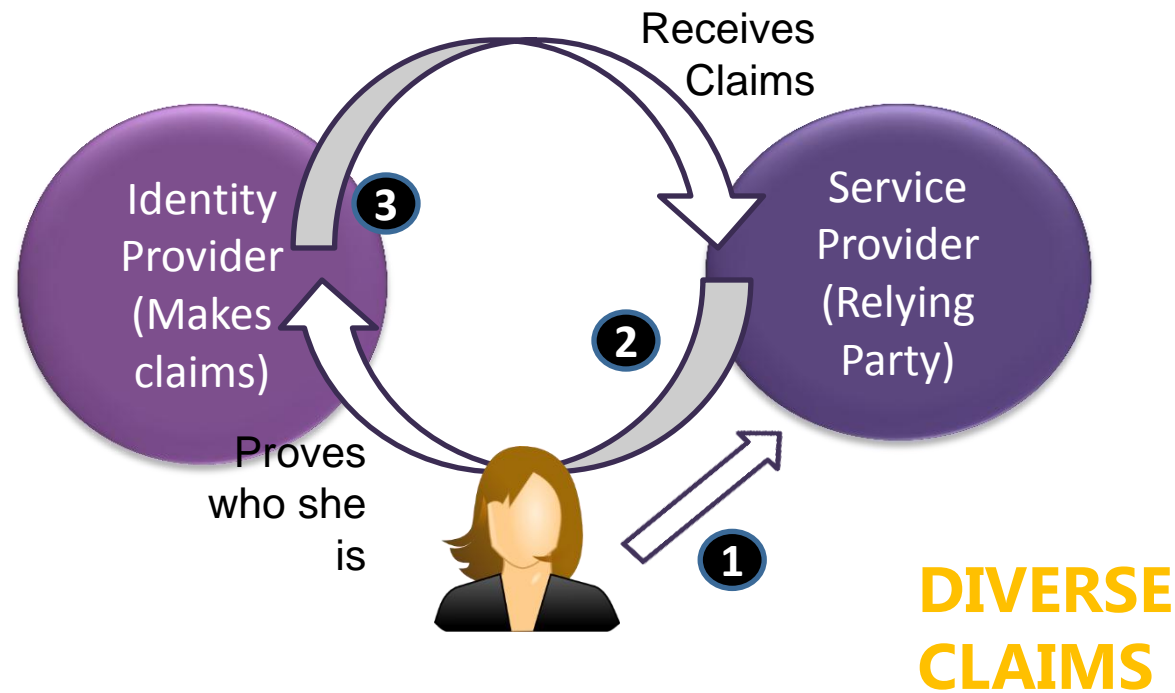 Receives
Claims
Identity
Provider
(Makes
claims)
3
Service
Provider
(Relying
Party)
2
Proves
who she
is
1
DIVERSE
CLAIMS